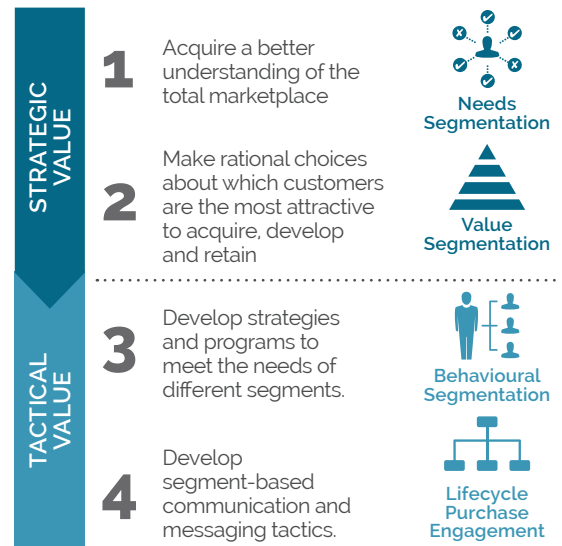 STRATEGIC
VALUE
1
Acquire a better
understanding of the
total marketplace
Needs
Segmentation
2
Make rational choices
about which customers
are the most attractive
to acquire, develop
and retain
Value
Segmentation
TACTICAL
VALUE
3
Develop strategies
and programs to
meet the needs of
different segments.
Behavioural
Segmentation
4
Develop
segment-based
communication and
messaging tactics.
Lifecycle
Purchase
Engagement